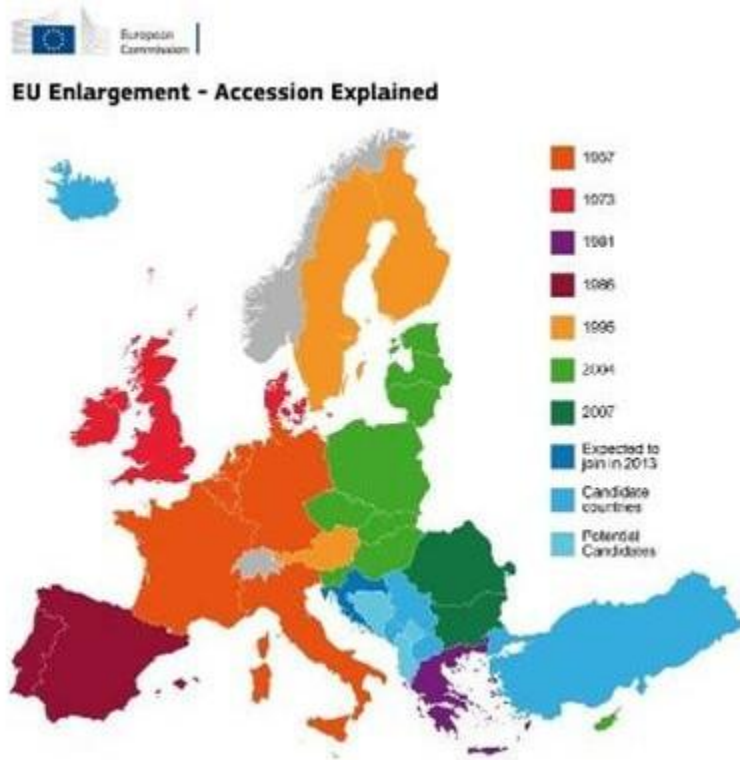 European
Commission
EU Enlargement - Accession Explained
1957
1973
1981
1986
1995
2004
2007
Expected to
join in 2013
Candidate
countries
Potential
Candidates